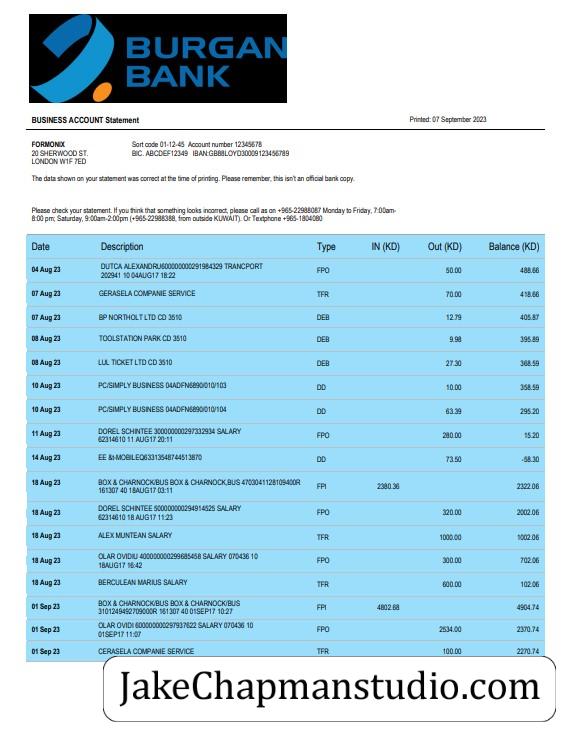 BURGAN
BANK
BUSINESS ACCOUNT Statement
Printed: 07 September 2023
FORMONIX
20 SHERWOOD ST.
LONDON W1F 7ED
Sort code 01-12-45 Account number 12345678
BIC. ABCDEF12349 IBAN:GB88LOYD30009123456789
The data shown on your statement was correct at the time of printing. Please remember, this isn't an official bank copy.
Please check your statement. If you think that something looks incorrect, please call as on +965-22988087 Monday to Friday, 7:00am-
8:00 pm; Saturday, 9:00am-2:00pm (+965-22988388, from outside KUWAIT). Or Textphone +965-1804080
Date Description Type IN (KD) Out (KD) Balance (KD)
04 Aug 23 DUTCA ALEXANDRU6000000000291984329 TRANCPORT FPO 50.00 488.66
202941 10 04AUG17 18:22
07 Aug 23 GERASELA COMPANIE SERVICE TFR 70.00 418.66
07 Aug 23 BP NORTHOLT LTD CD 3510 DEB 12.79 405.87
08 Aug 23 TOOLSTATION PARK CD 3510 DEB 9.98 395.89
08 Aug 23 LUL TICKET LTD CD 3510 DEB 27.30 368.59
10 Aug 23 PC/SIMPLY BUSINESS 04ADFN6890/010/103 DD 10.00 358.59
10 Aug 23 PC/SIMPLY BUSINESS 04ADFN6890/010/104 DD 63.39 295.20
11 Aug 23 DOREL SCHINTEE 300000000297332934 SALARY FPO 280.00 15.20
62314610 11 AUG17 20:11
14 Aug 23 EE &t-MOBILEQ63313548744513870 DD 73.50 -58.30
18 Aug 23 BOX & CHARNOCK/BUS BOX & CHARNOCK,BUS 4703041128109400R FPI 2380.36 2322.06
161307 40 18AUG17 03:11
18 Aug 23 DOREL SCHINTEE 500000000294914525 SALARY FPO 320.00 2002.06
62314610 18 AUG17 11:23
18 Aug 23 ALEX MUNTEAN SALARY TFR 1000.00 1002.06
18 Aug 23 OLAR OVIDIU 400000000299685458 SALARY 070436 10 FPO 300.00 702.06
18AUG17 16:42
18 Aug 23 BERCULEAN MARIUS SALARY TFR 600.00 102.06
01 Sep 23 BOX & CHARNOCK/BUS BOX & CHARNOCK/BUS FPI 4802.68 4904.74
3101249492709000R 161307 40 01SEP17 10:27
01 Sep 23 OLAR OVIDI 600000000297937622 SALARY 070436 10 FPO 2534.00 2370.74
01SEP17 11:07
01 Sep 23 CERASELA COMPANIE SERVICE TFR 100.00 2270.74
JakeChapmanstudio.com